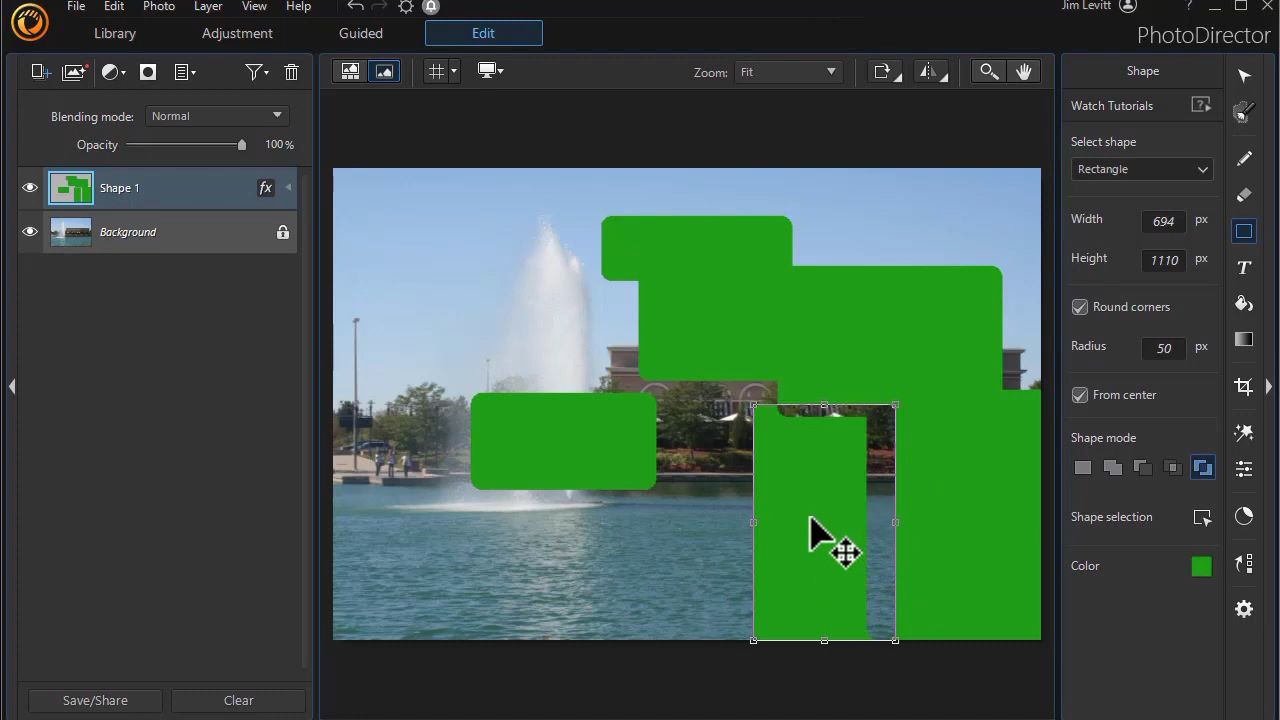 File Edit Photo Layer View Help
Jim Levitt
?
Library Adjustment Guided Edit
PhotoDirector
Zoom: Fit
Shape
Blending mode: Normal
Opacity 100 %
Watch Tutorials
Select shape
Rectangle
Shape 1 fx
Background
Width 694 px
Height 1110 px
Round corners
Radius 50 px
From center
Shape mode
Shape selection
Color
Save/Share Clear